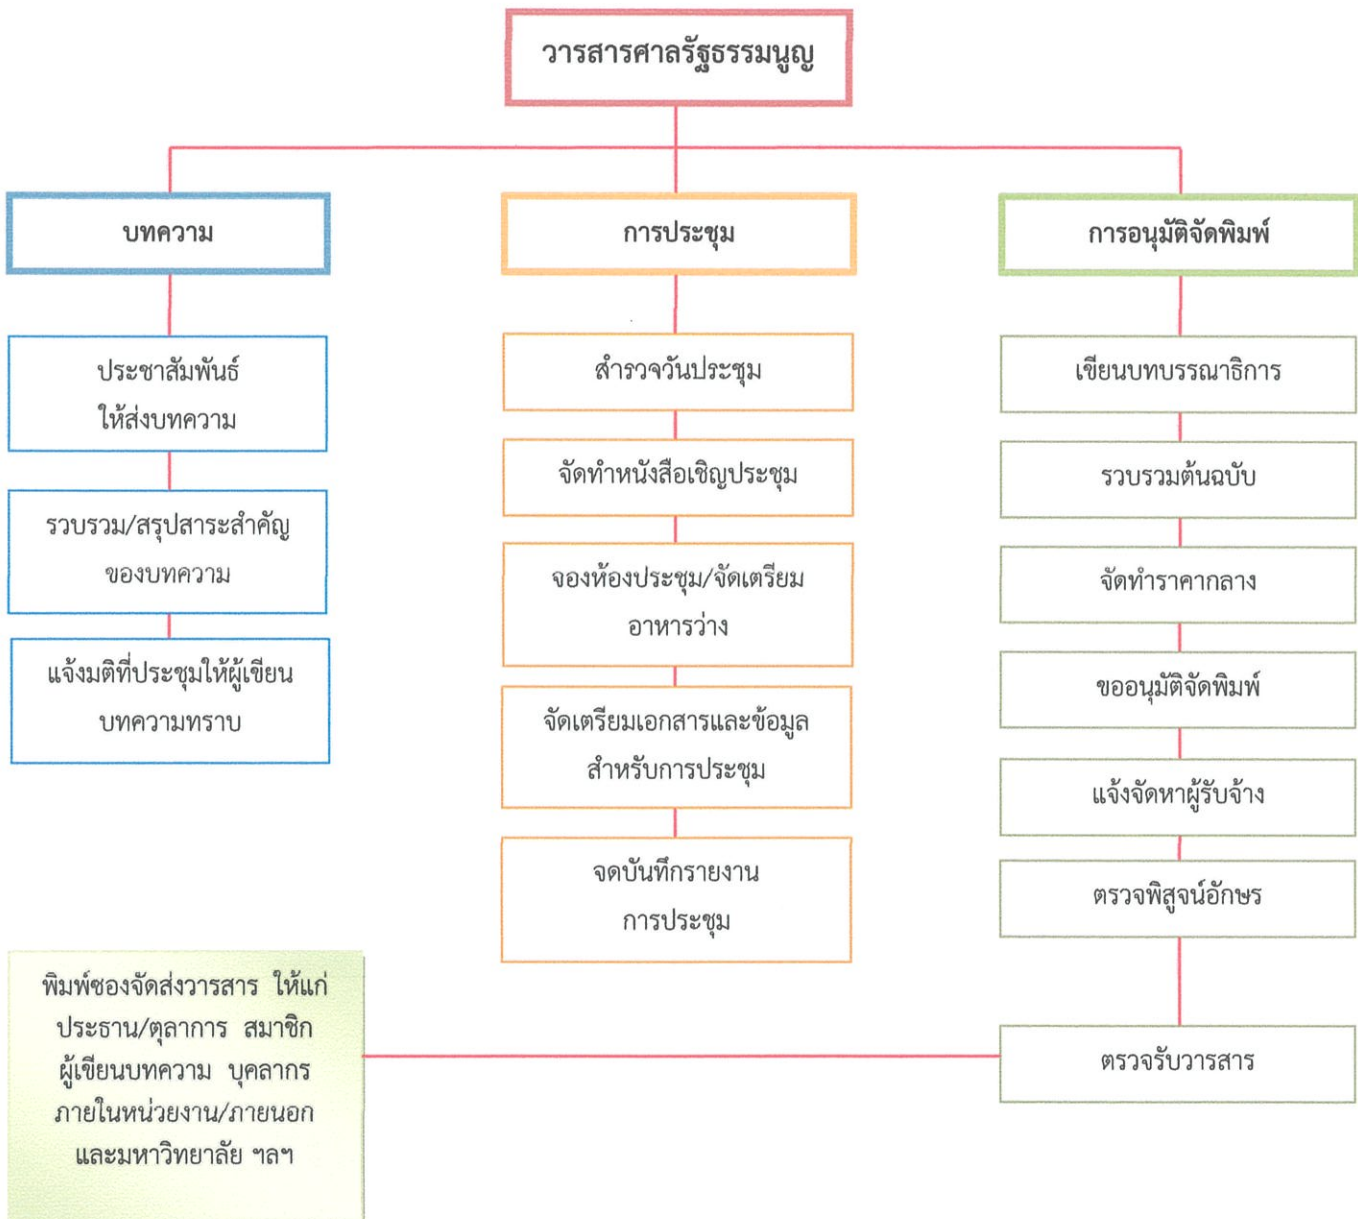 วารสารศาลรัฐธรรมนูญ
บทความ
ประชาสัมพันธ์
ให้ส่งบทความ
รวบรวม/สรุปสาระสำคัญ
ของบทความ
แจ้งมติที่ประชุมให้ผู้เขียน
บทความทราบ
การประชุม
สำรวจวันประชุม
จัดทำหนังสือเชิญประชุม
จองห้องประชุม/จัดเตรียม
อาหารว่าง
จัดเตรียมเอกสารและข้อมูล
สำหรับการประชุม
จดบันทึกรายงาน
การประชุม
การอนุมัติจัดพิมพ์
เขียนบทบรรณาธิการ
รวบรวมต้นฉบับ
จัดทำราคากลาง
ขออนุมัติจัดพิมพ์
แจ้งจัดหาผู้รับจ้าง
ตรวจพิสูจน์อักษร
ตรวจรับวารสาร
พิมพ์ซองจัดส่งวารสาร ให้แก่
ประธาน/ตุลาการ สมาชิก
ผู้เขียนบทความ บุคลากร
ภายในหน่วยงาน/ภายนอก
และมหาวิทยาลัย ฯลฯ